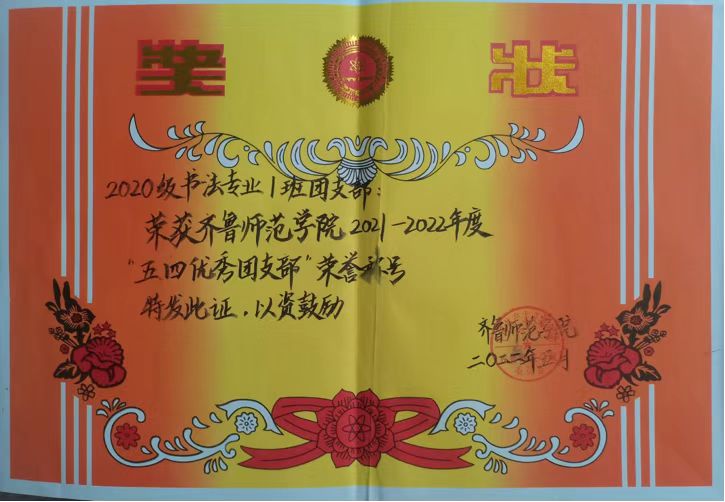 奖状
2020级书法专业1班团支部:
荣获齐鲁师范学院2021-2022年度
“五四优秀团支部”荣誉称号
特发此证,以资鼓励
齐鲁师范学院
二〇二二年五月